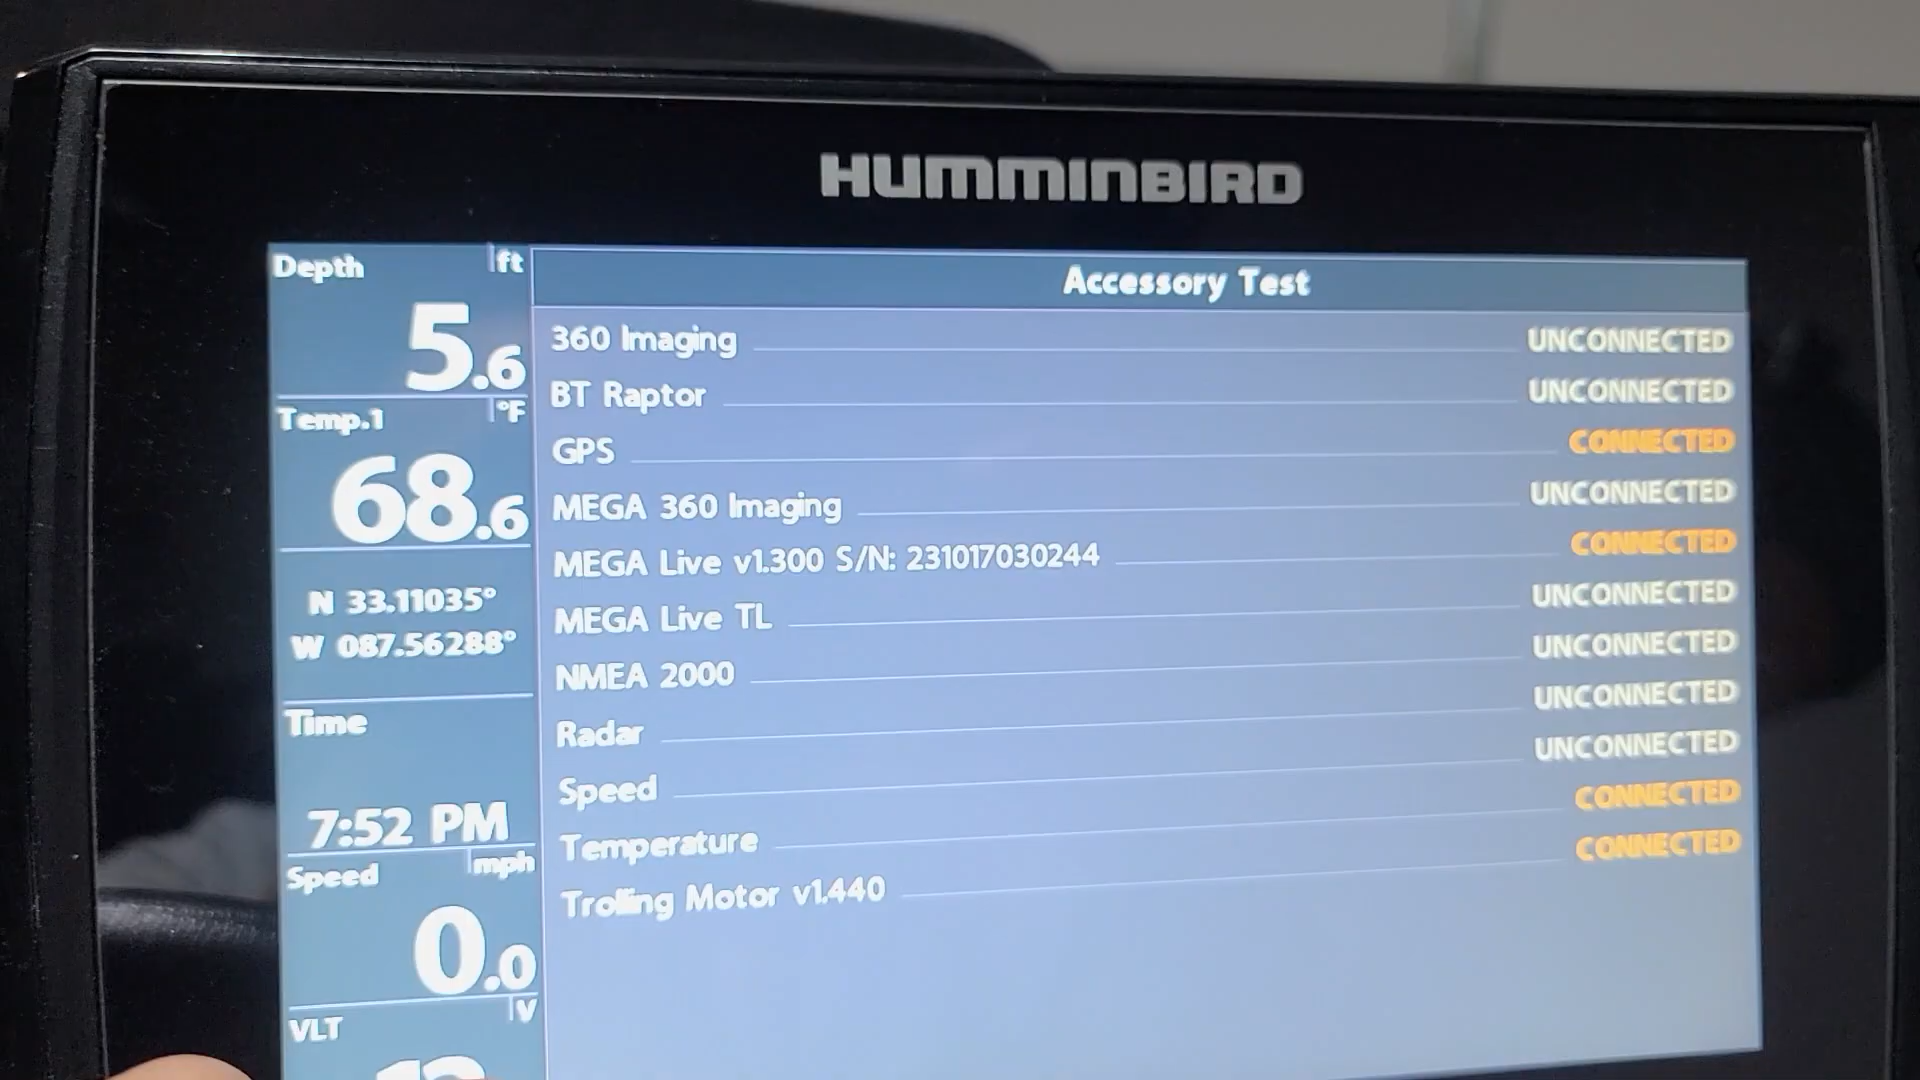 HUMMINBIRD
Depth ft
5.6
Temp.1 °F
68.6
N 33.11035°
W 087.56288°
Time
7:52 PM
Speed mph
0.0
VLT V
Accessory Test
360 Imaging UNCONNECTED
BT Raptor UNCONNECTED
GPS CONNECTED
MEGA 360 Imaging UNCONNECTED
MEGA Live v1.300 S/N: 231017030244 CONNECTED
MEGA Live TL UNCONNECTED
NMEA 2000 UNCONNECTED
Radar UNCONNECTED
Speed UNCONNECTED
Temperature CONNECTED
Trolling Motor v1.440 CONNECTED